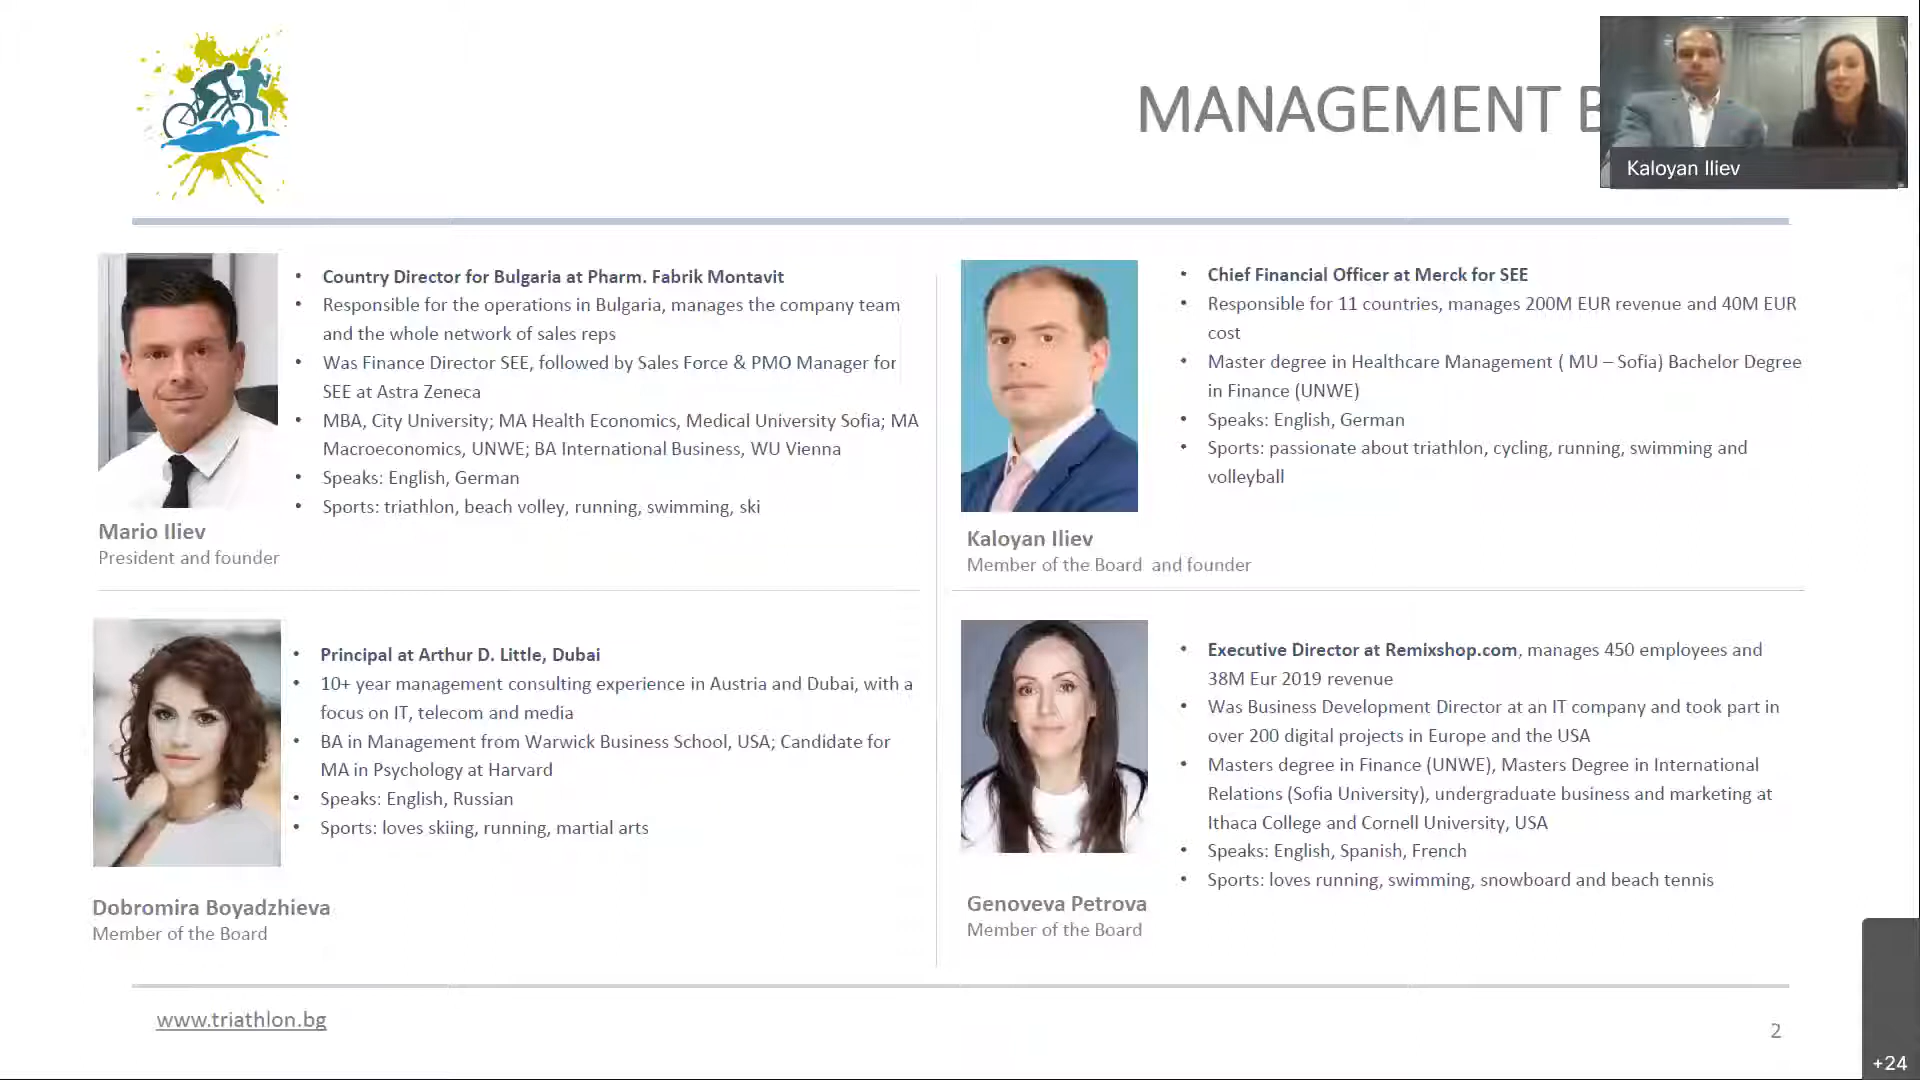 MANAGEMENT B
Kaloyan Iliev
• Country Director for Bulgaria at Pharm. Fabrik Montavit
• Responsible for the operations in Bulgaria, manages the company team
and the whole network of sales reps
• Was Finance Director SEE, followed by Sales Force & PMO Manager for
SEE at Astra Zeneca
• MBA, City University; MA Health Economics, Medical University Sofia; MA
Macroeconomics, UNWE; BA International Business, WU Vienna
• Speaks: English, German
• Sports: triathlon, beach volley, running, swimming, ski
Mario Iliev
President and founder
• Chief Financial Officer at Merck for SEE
• Responsible for 11 countries, manages 200M EUR revenue and 40M EUR
cost
• Master degree in Healthcare Management ( MU – Sofia) Bachelor Degree
in Finance (UNWE)
• Speaks: English, German
• Sports: passionate about triathlon, cycling, running, swimming and
volleyball
Kaloyan Iliev
Member of the Board and founder
• Principal at Arthur D. Little, Dubai
• 10+ year management consulting experience in Austria and Dubai, with a
focus on IT, telecom and media
• BA in Management from Warwick Business School, USA; Candidate for
MA in Psychology at Harvard
• Speaks: English, Russian
• Sports: loves skiing, running, martial arts
Dobromira Boyadzhieva
Member of the Board
• Executive Director at Remixshop.com, manages 450 employees and
38M Eur 2019 revenue
• Was Business Development Director at an IT company and took part in
over 200 digital projects in Europe and the USA
• Masters degree in Finance (UNWE), Masters Degree in International
Relations (Sofia University), undergraduate business and marketing at
Ithaca College and Cornell University, USA
• Speaks: English, Spanish, French
• Sports: loves running, swimming, snowboard and beach tennis
Genoveva Petrova
Member of the Board
www.triathlon.bg
2
+24